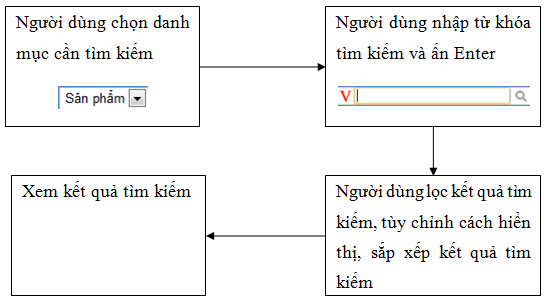 Người dùng chọn danh
mục cần tìm kiếm
Sản phẩm
Người dùng nhập từ khóa
tìm kiếm và ấn Enter
V
Người dùng lọc kết quả tìm
kiếm, tùy chỉnh cách hiển
thị, sắp xếp kết quả tìm
kiếm
Xem kết quả tìm kiếm